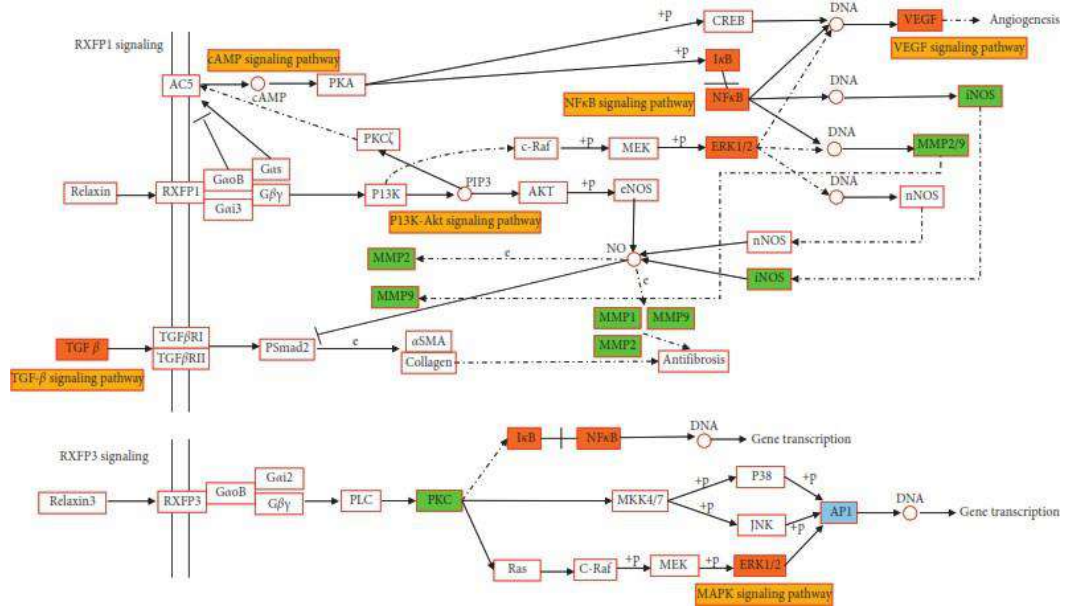 DNA
+p
CREB
VEGF
Angiogenesis
RXFP1 signaling
cAMP signaling pathway
+p
IκB
VEGF signaling pathway
AC5
cAMP
PKA
DNA
NFκB signaling pathway
NFκB
iNOS
PKCζ
c-Raf
+p
MEK
+p
ERK1/2
DNA
MMP2/9
GαoB
Gαs
Relaxin
RXFP1
Gβγ
Gαi3
P13K
PIP3
AKT
+p
eNOS
DNA
nNOS
P13K-Akt signaling pathway
NO
nNOS
MMP2
e
iNOS
MMP9
e
MMP1
MMP9
MMP2
TGF β
TGFβRI
TGFβRII
PSmad2
e
αSMA
Collagen
Antifibrosis
TGF-β signaling pathway
RXFP3 signaling
IκB
NFκB
DNA
Gene transcription
Gαi2
GαoB
Gβγ
Relaxin3
RXFP3
PLC
PKC
MKK4/7
+p
P38
+p
+p
JNK
+p
AP1
DNA
Gene transcription
Ras
C-Raf
+p
MEK
+p
ERK1/2
MAPK signaling pathway